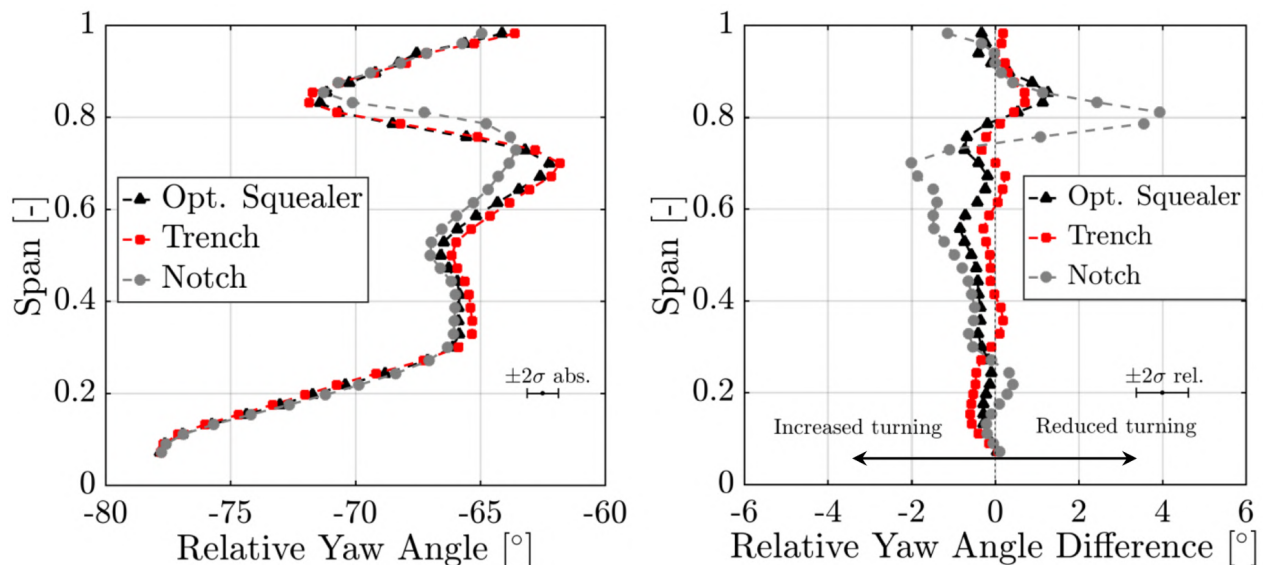 1
0.8
0.6
0.4
0.2
0
Span [-]
Opt. Squealer
Trench
Notch
±2σ abs.
-80 -75 -70 -65 -60
Relative Yaw Angle [°]
1
0.8
0.6
0.4
0.2
0
Span [-]
Opt. Squealer
Trench
Notch
±2σ rel.
Increased turning
Reduced turning
-6 -4 -2 0 2 4 6
Relative Yaw Angle Difference [°]